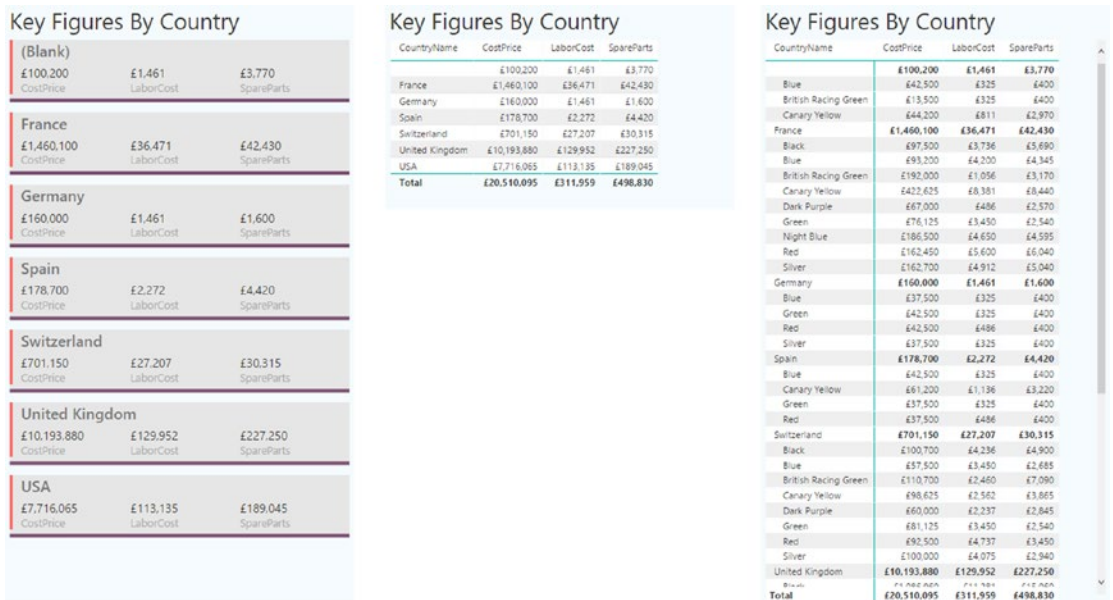 Key Figures By Country
(Blank)
£100,200 £1,461 £3,770
CostPrice LaborCost SpareParts
France
£1,460,100 £36,471 £42,430
CostPrice LaborCost SpareParts
Germany
£160,000 £1,461 £1,600
CostPrice LaborCost SpareParts
Spain
£178,700 £2,272 £4,420
CostPrice LaborCost SpareParts
Switzerland
£701,150 £27,207 £30,315
CostPrice LaborCost SpareParts
United Kingdom
£10,193,880 £129,952 £227,250
CostPrice LaborCost SpareParts
USA
£7,716,065 £113,135 £189,045
CostPrice LaborCost SpareParts
Key Figures By Country
CountryName CostPrice LaborCost SpareParts
£100,200 £1,461 £3,770
France £1,460,100 £36,471 £42,430
Germany £160,000 £1,461 £1,600
Spain £178,700 £2,272 £4,420
Switzerland £701,150 £27,207 £30,315
United Kingdom £10,193,880 £129,952 £227,250
USA £7,716,065 £113,135 £189,045
Total £20,510,095 £311,959 £498,830
Key Figures By Country
CountryName CostPrice LaborCost SpareParts
£100,200 £1,461 £3,770
Blue £42,500 £325 £400
British Racing Green £13,500 £325 £400
Canary Yellow £44,200 £811 £2,970
France £1,460,100 £36,471 £42,430
Black £97,500 £3,736 £5,690
Blue £93,200 £4,200 £4,345
British Racing Green £192,000 £1,056 £3,170
Canary Yellow £422,625 £8,381 £8,440
Dark Purple £67,000 £486 £2,570
Green £76,125 £3,450 £2,540
Night Blue £186,500 £4,650 £4,595
Red £162,450 £5,600 £6,040
Silver £162,700 £4,912 £5,040
Germany £160,000 £1,461 £1,600
Blue £37,500 £325 £400
Green £42,500 £325 £400
Red £42,500 £486 £400
Silver £37,500 £325 £400
Spain £178,700 £2,272 £4,420
Blue £42,500 £325 £400
Canary Yellow £61,200 £1,136 £3,220
Green £37,500 £325 £400
Red £37,500 £486 £400
Switzerland £701,150 £27,207 £30,315
Black £100,700 £4,236 £4,900
Blue £57,500 £3,450 £2,685
British Racing Green £110,700 £2,460 £7,090
Canary Yellow £98,625 £2,562 £3,865
Dark Purple £60,000 £2,237 £2,845
Green £81,125 £3,450 £2,540
Red £92,500 £4,737 £3,450
Silver £100,000 £4,075 £2,940
United Kingdom £10,193,880 £129,952 £227,250
Total £20,510,095 £311,959 £498,830